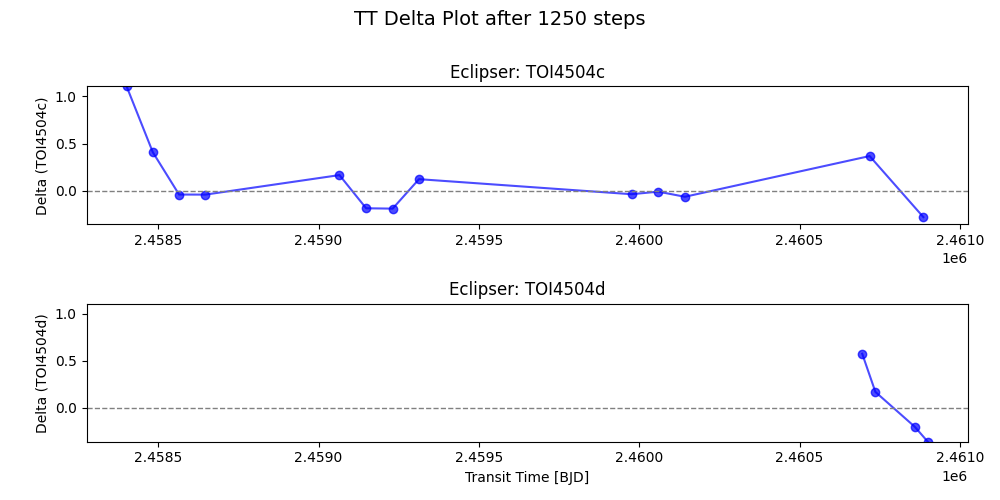 TT Delta Plot after 1250 steps
Eclipser: TOI4504c
Delta (TOI4504c)
1.0
0.5
0.0
2.4585 2.4590 2.4595 2.4600 2.4605 2.4610
1e6
Eclipser: TOI4504d
Delta (TOI4504d)
1.0
0.5
0.0
2.4585 2.4590 2.4595 2.4600 2.4605 2.4610
1e6
Transit Time [BJD]